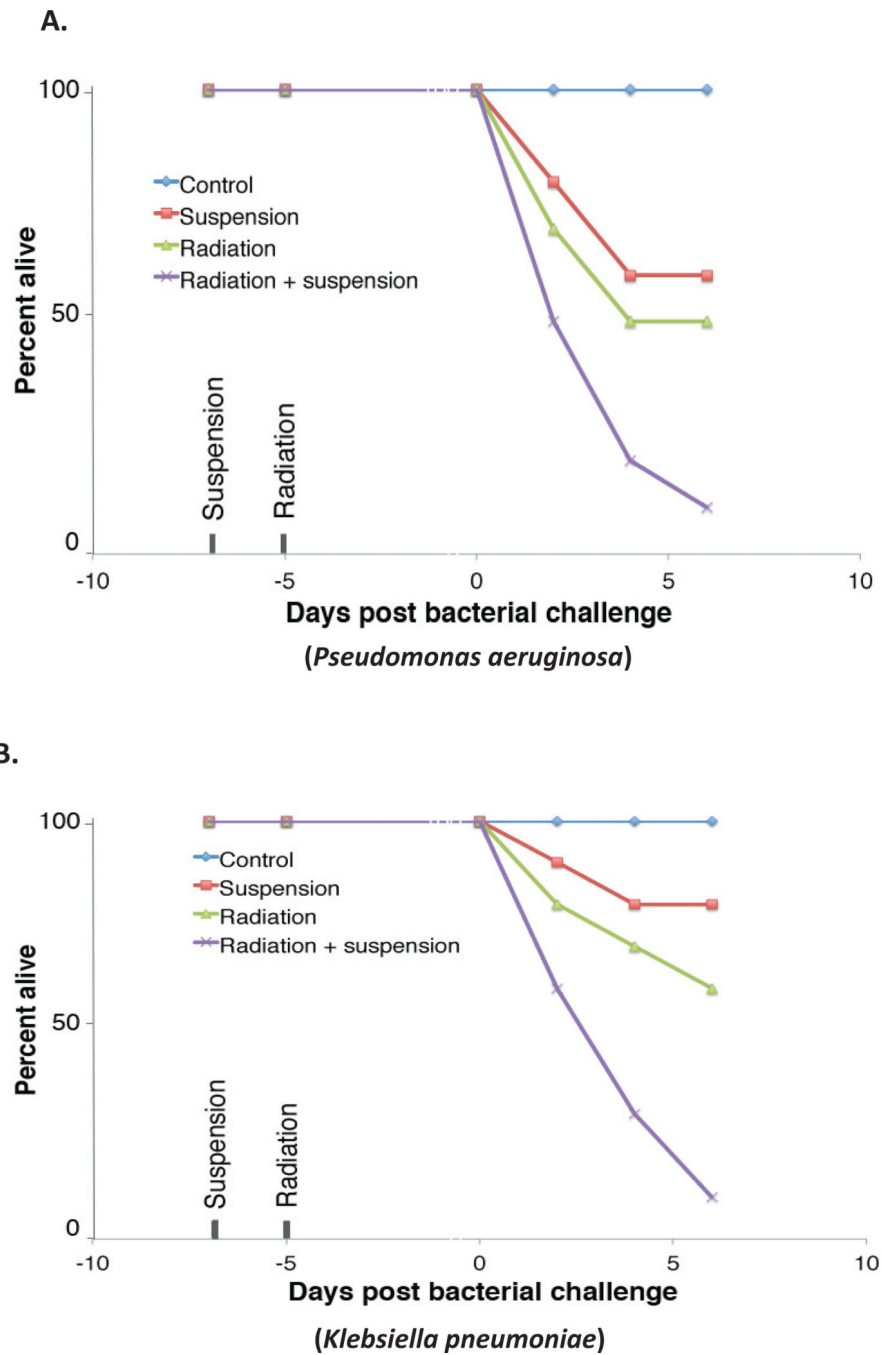 A.
100
Control
Suspension
Radiation
Radiation + suspension
50
Percent alive
Suspension
Radiation
0
-10
-5
0
5
10
Days post bacterial challenge
(Pseudomonas aeruginosa)
B.
100
Control
Suspension
Radiation
Radiation + suspension
50
Percent alive
Suspension
Radiation
0
-10
-5
0
5
10
Days post bacterial challenge
(Klebsiella pneumoniae)